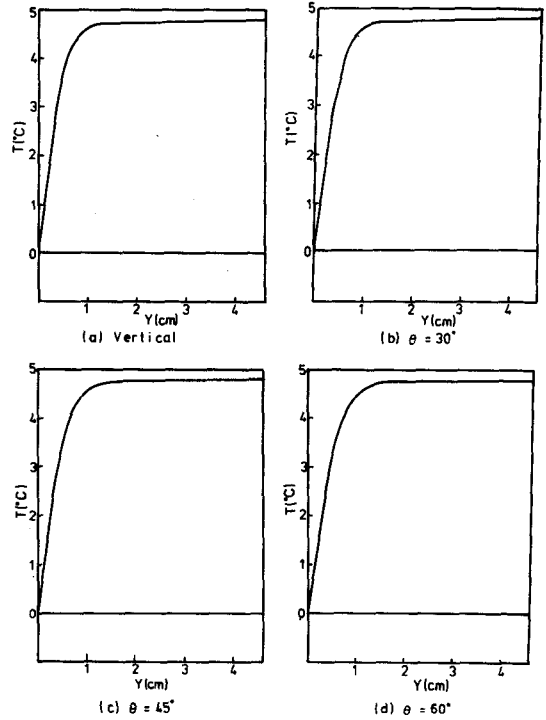 5
4
3
2
1
0
T(°C)
1 2 3 4
Y(cm)
(a) Vertical
5
4
3
2
1
0
T(°C)
1 2 3 4
Y(cm)
(b) θ = 30°
5
4
3
2
1
0
T(°C)
1 2 3 4
Y(cm)
(c) θ = 45°
5
4
3
2
1
0
T(°C)
1 2 3 4
Y(cm)
(d) θ = 60°